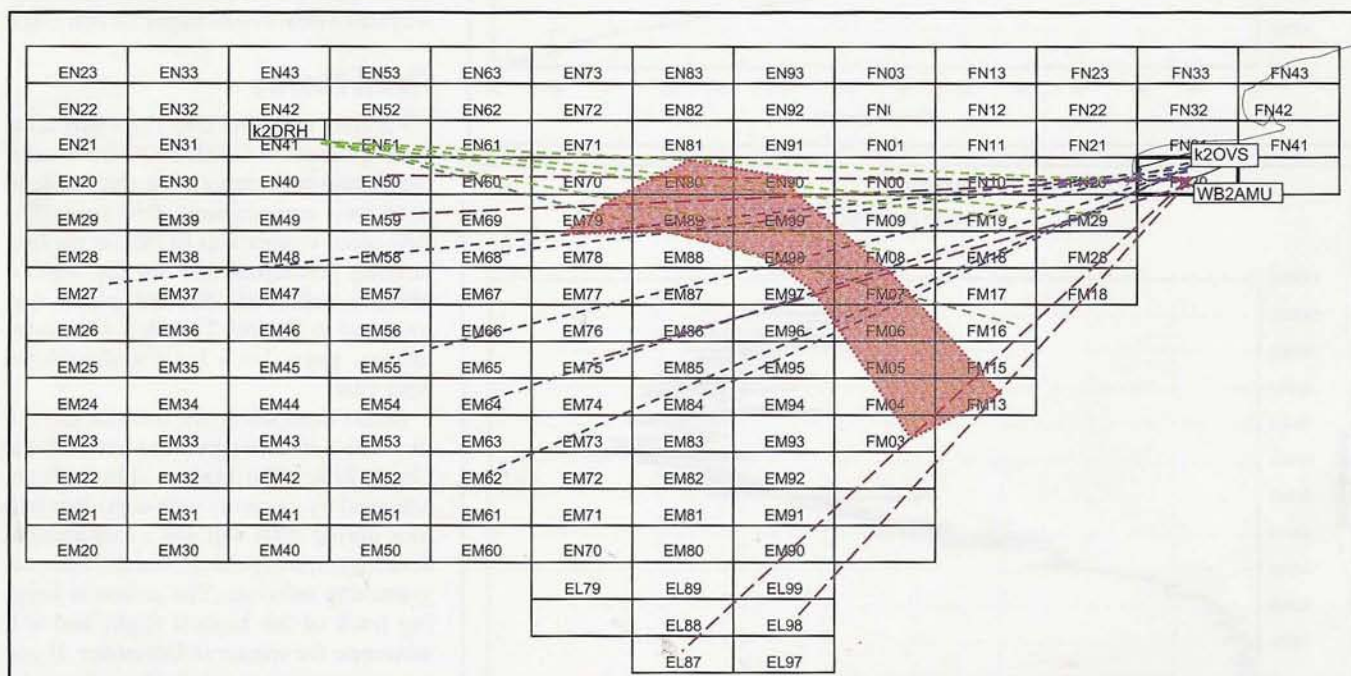 EN23 EN33 EN43 EN53 EN63 EN73 EN83 EN93 FN03 FN13 FN23 FN33 FN43
EN22 EN32 EN42 EN52 EN62 EN72 EN82 EN92 FNI FN12 FN22 FN32 FN42
k2DRH
EN21 EN31 EN41 EN51 EN61 EN71 EN81 EN91 FN01 FN11 FN21 FN41
k2OVS
EN20 EN30 EN40 EN50 EN60 EN70 EN80 EN90 FN00 FN10 FN20
WB2AMU
EM29 EM39 EM49 EM59 EM69 EM79 EM89 EM99 FM09 FM19 FM29
EM28 EM38 EM48 EM58 EM68 EM78 EM88 EM98 FM08 EM18 FM28
EM27 EM37 EM47 EM57 EM67 EM77 EM87 EM97 FM07 FM17 FM18
EM26 EM36 EM46 EM56 EM66 EM76 EM86 EM96 FM06 FM16
EM25 EM35 EM45 EM55 EM65 EM75 EM85 EM95 FM05 FM15
EM24 EM34 EM44 EM54 EM64 EM74 EM84 EM94 FM04 FM13
EM23 EM33 EM43 EM53 EM63 EM73 EM83 EM93 FM03
EM22 EM32 EM42 EM52 EM62 EM72 EM82 EM92
EM21 EM31 EM41 EM51 EM61 EM71 EM81 EM91
EM20 EM30 EM40 EM50 EM60 EN70 EM80 EM90
EL79 EL89 EL99
EL88 EL98
EL87 EL97